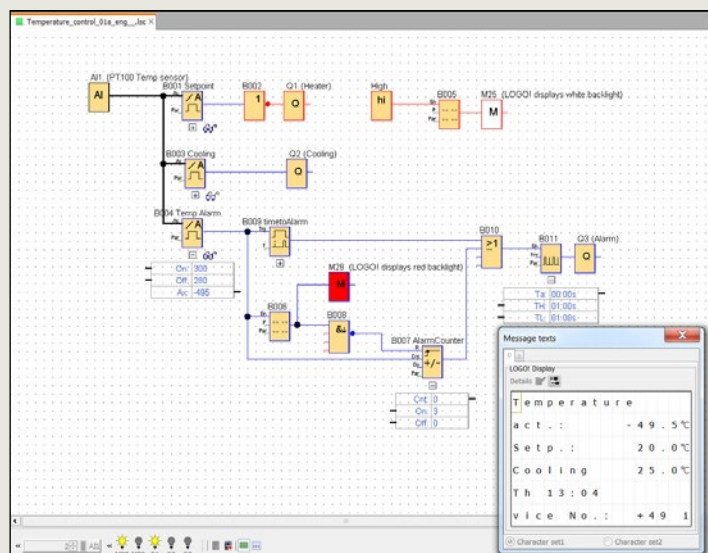 Temperature_control_01a_eng__.lsc
AI1 (PT100 Temp sensor)
AI
B001 Setpoint
B002
1
Q1 (Heater)
Q
High
hi
B005
M25 (LOGO! displays white backlight)
M
B003 Cooling
Q2 (Cooling)
Q
B004 Temp Alarm
B009 timetoAlarm
B010
≥1
B011
Q3 (Alarm)
Q
On: 300
Off: 280
Ax: -495
M28 (LOGO! displays red backlight)
M
B006
B008
B007 AlarmCounter
+/-
Ta: 00:00s
TH: 01:00s
TL: 01:00s
Cnt: 0
On: 3
Off: 0
Message texts
LOGO! Display
Details
Temperature
act.: -49.5°C
Setp.: 20.0°C
Cooling 25.0°C
Th 13:04
vice No.: +49 1
Character set1 Character set2